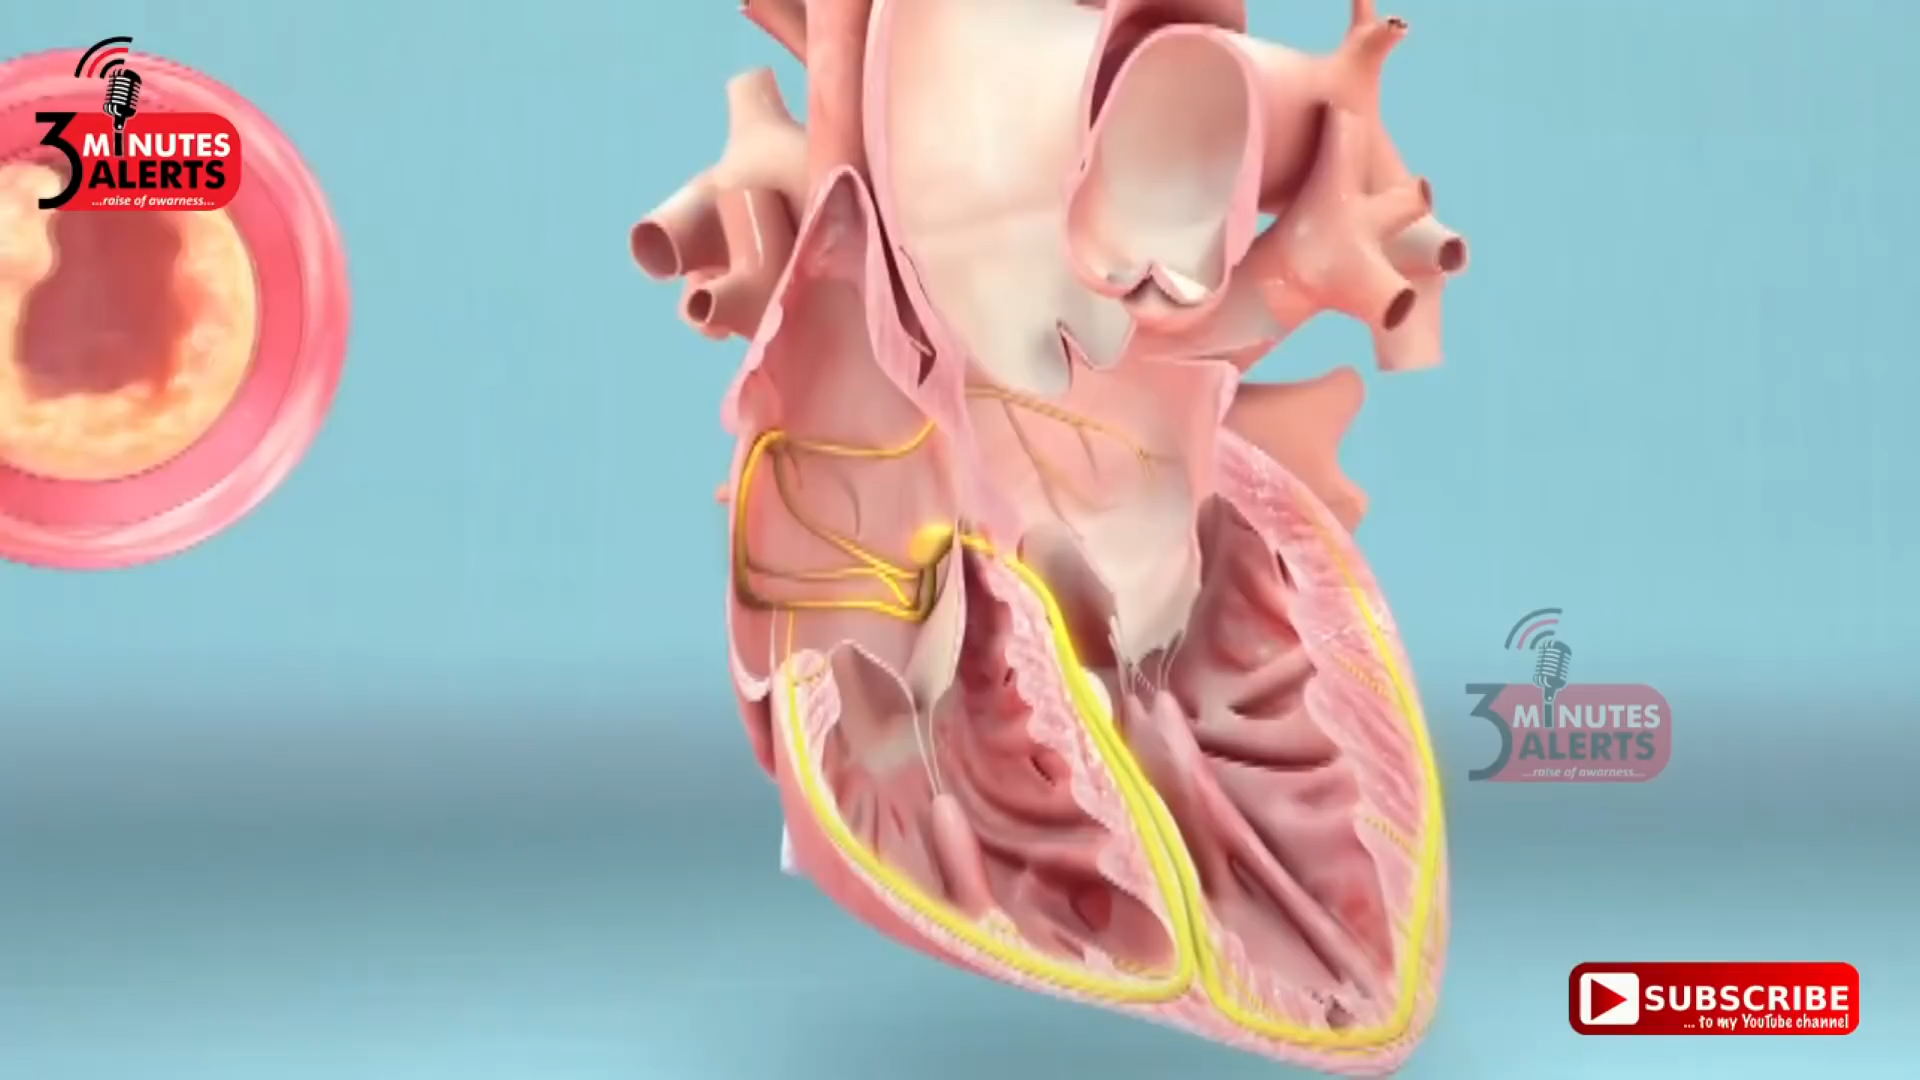 3 MINUTES
ALERTS
...raise of awarness...
3 MINUTES
ALERTS
...raise of awarness...
SUBSCRIBE
... to my YouTube channel